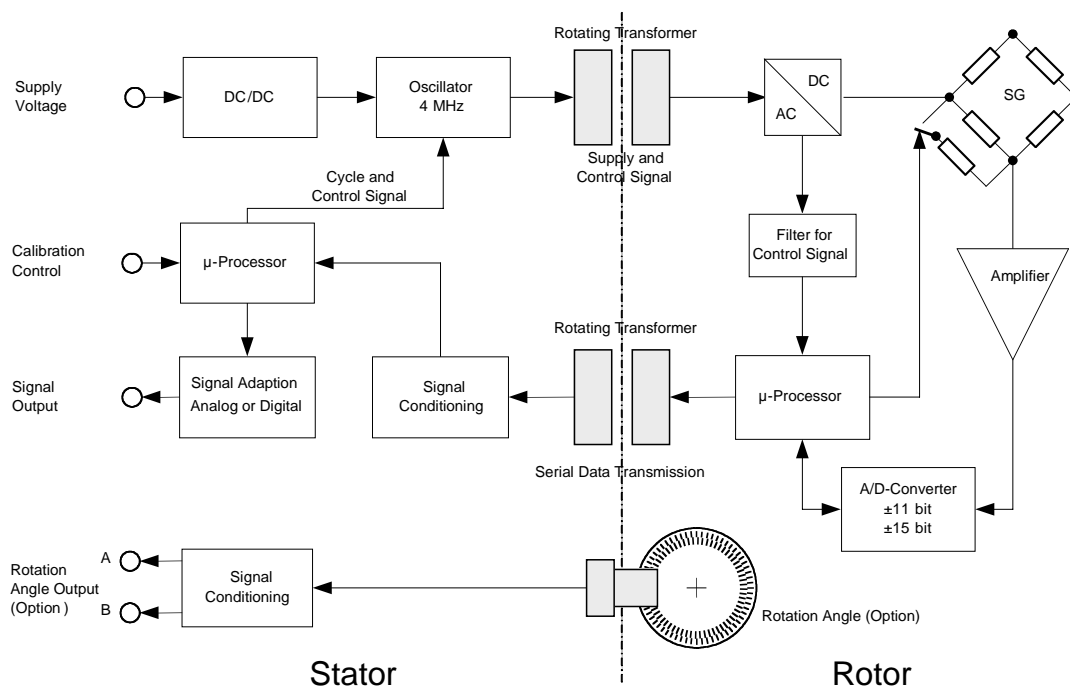 Rotating Transformer
Supply
Voltage
DC/DC
Oscillator
4 MHz
DC
AC
SG
Supply and
Control Signal
Cycle and
Control Signal
Calibration
Control
µ-Processor
Filter for
Control Signal
Amplifier
Rotating Transformer
Signal
Output
Signal Adaption
Analog or Digital
Signal
Conditioning
µ-Processor
Serial Data Transmission
A/D-Converter
±11 bit
±15 bit
Rotation
Angle Output
(Option )
A
B
Signal
Conditioning
Rotation Angle (Option)
Stator
Rotor